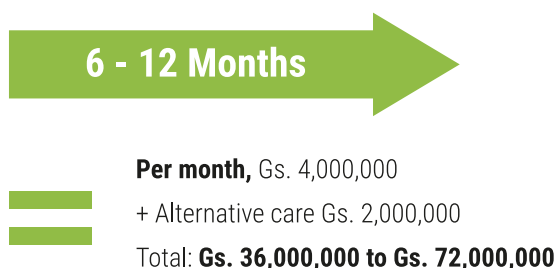 6 - 12 Months
Per month, Gs. 4,000,000
+ Alternative care Gs. 2,000,000
Total: Gs. 36,000,000 to Gs. 72,000,000